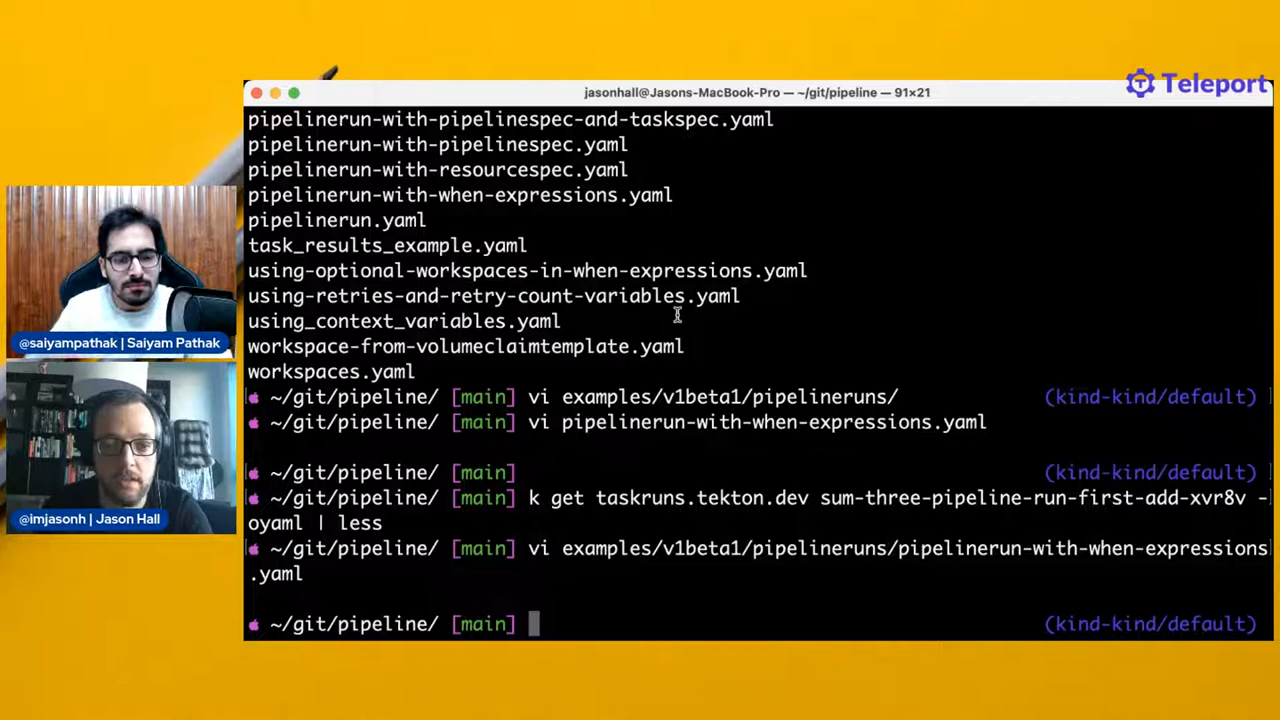 Teleport
jasonhall@Jasons-MacBook-Pro — ~/git/pipeline — 91×21
pipelinerun-with-pipelinespec-and-taskspec.yaml
pipelinerun-with-pipelinespec.yaml
pipelinerun-with-resourcespec.yaml
pipelinerun-with-when-expressions.yaml
pipelinerun.yaml
task_results_example.yaml
using-optional-workspaces-in-when-expressions.yaml
using-retries-and-retry-count-variables.yaml
using_context_variables.yaml
workspace-from-volumeclaimtemplate.yaml
workspaces.yaml
~/git/pipeline/ [main] vi examples/v1beta1/pipelineruns/ (kind-kind/default)
~/git/pipeline/ [main] vi pipelinerun-with-when-expressions.yaml
~/git/pipeline/ [main] (kind-kind/default)
~/git/pipeline/ [main] k get taskruns.tekton.dev sum-three-pipeline-run-first-add-xvr8v -
oyaml | less
~/git/pipeline/ [main] vi examples/v1beta1/pipelineruns/pipelinerun-with-when-expressions
.yaml
~/git/pipeline/ [main] (kind-kind/default)
@saiyampathak | Saiyam Pathak
@imjasonh | Jason Hall